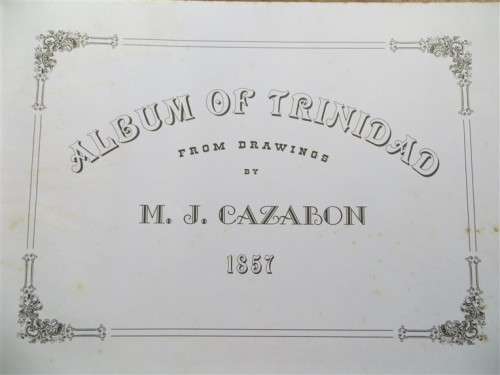 ALBUM OF TRINIDAD
FROM DRAWINGS
BY
M. J. CAZABON
1857